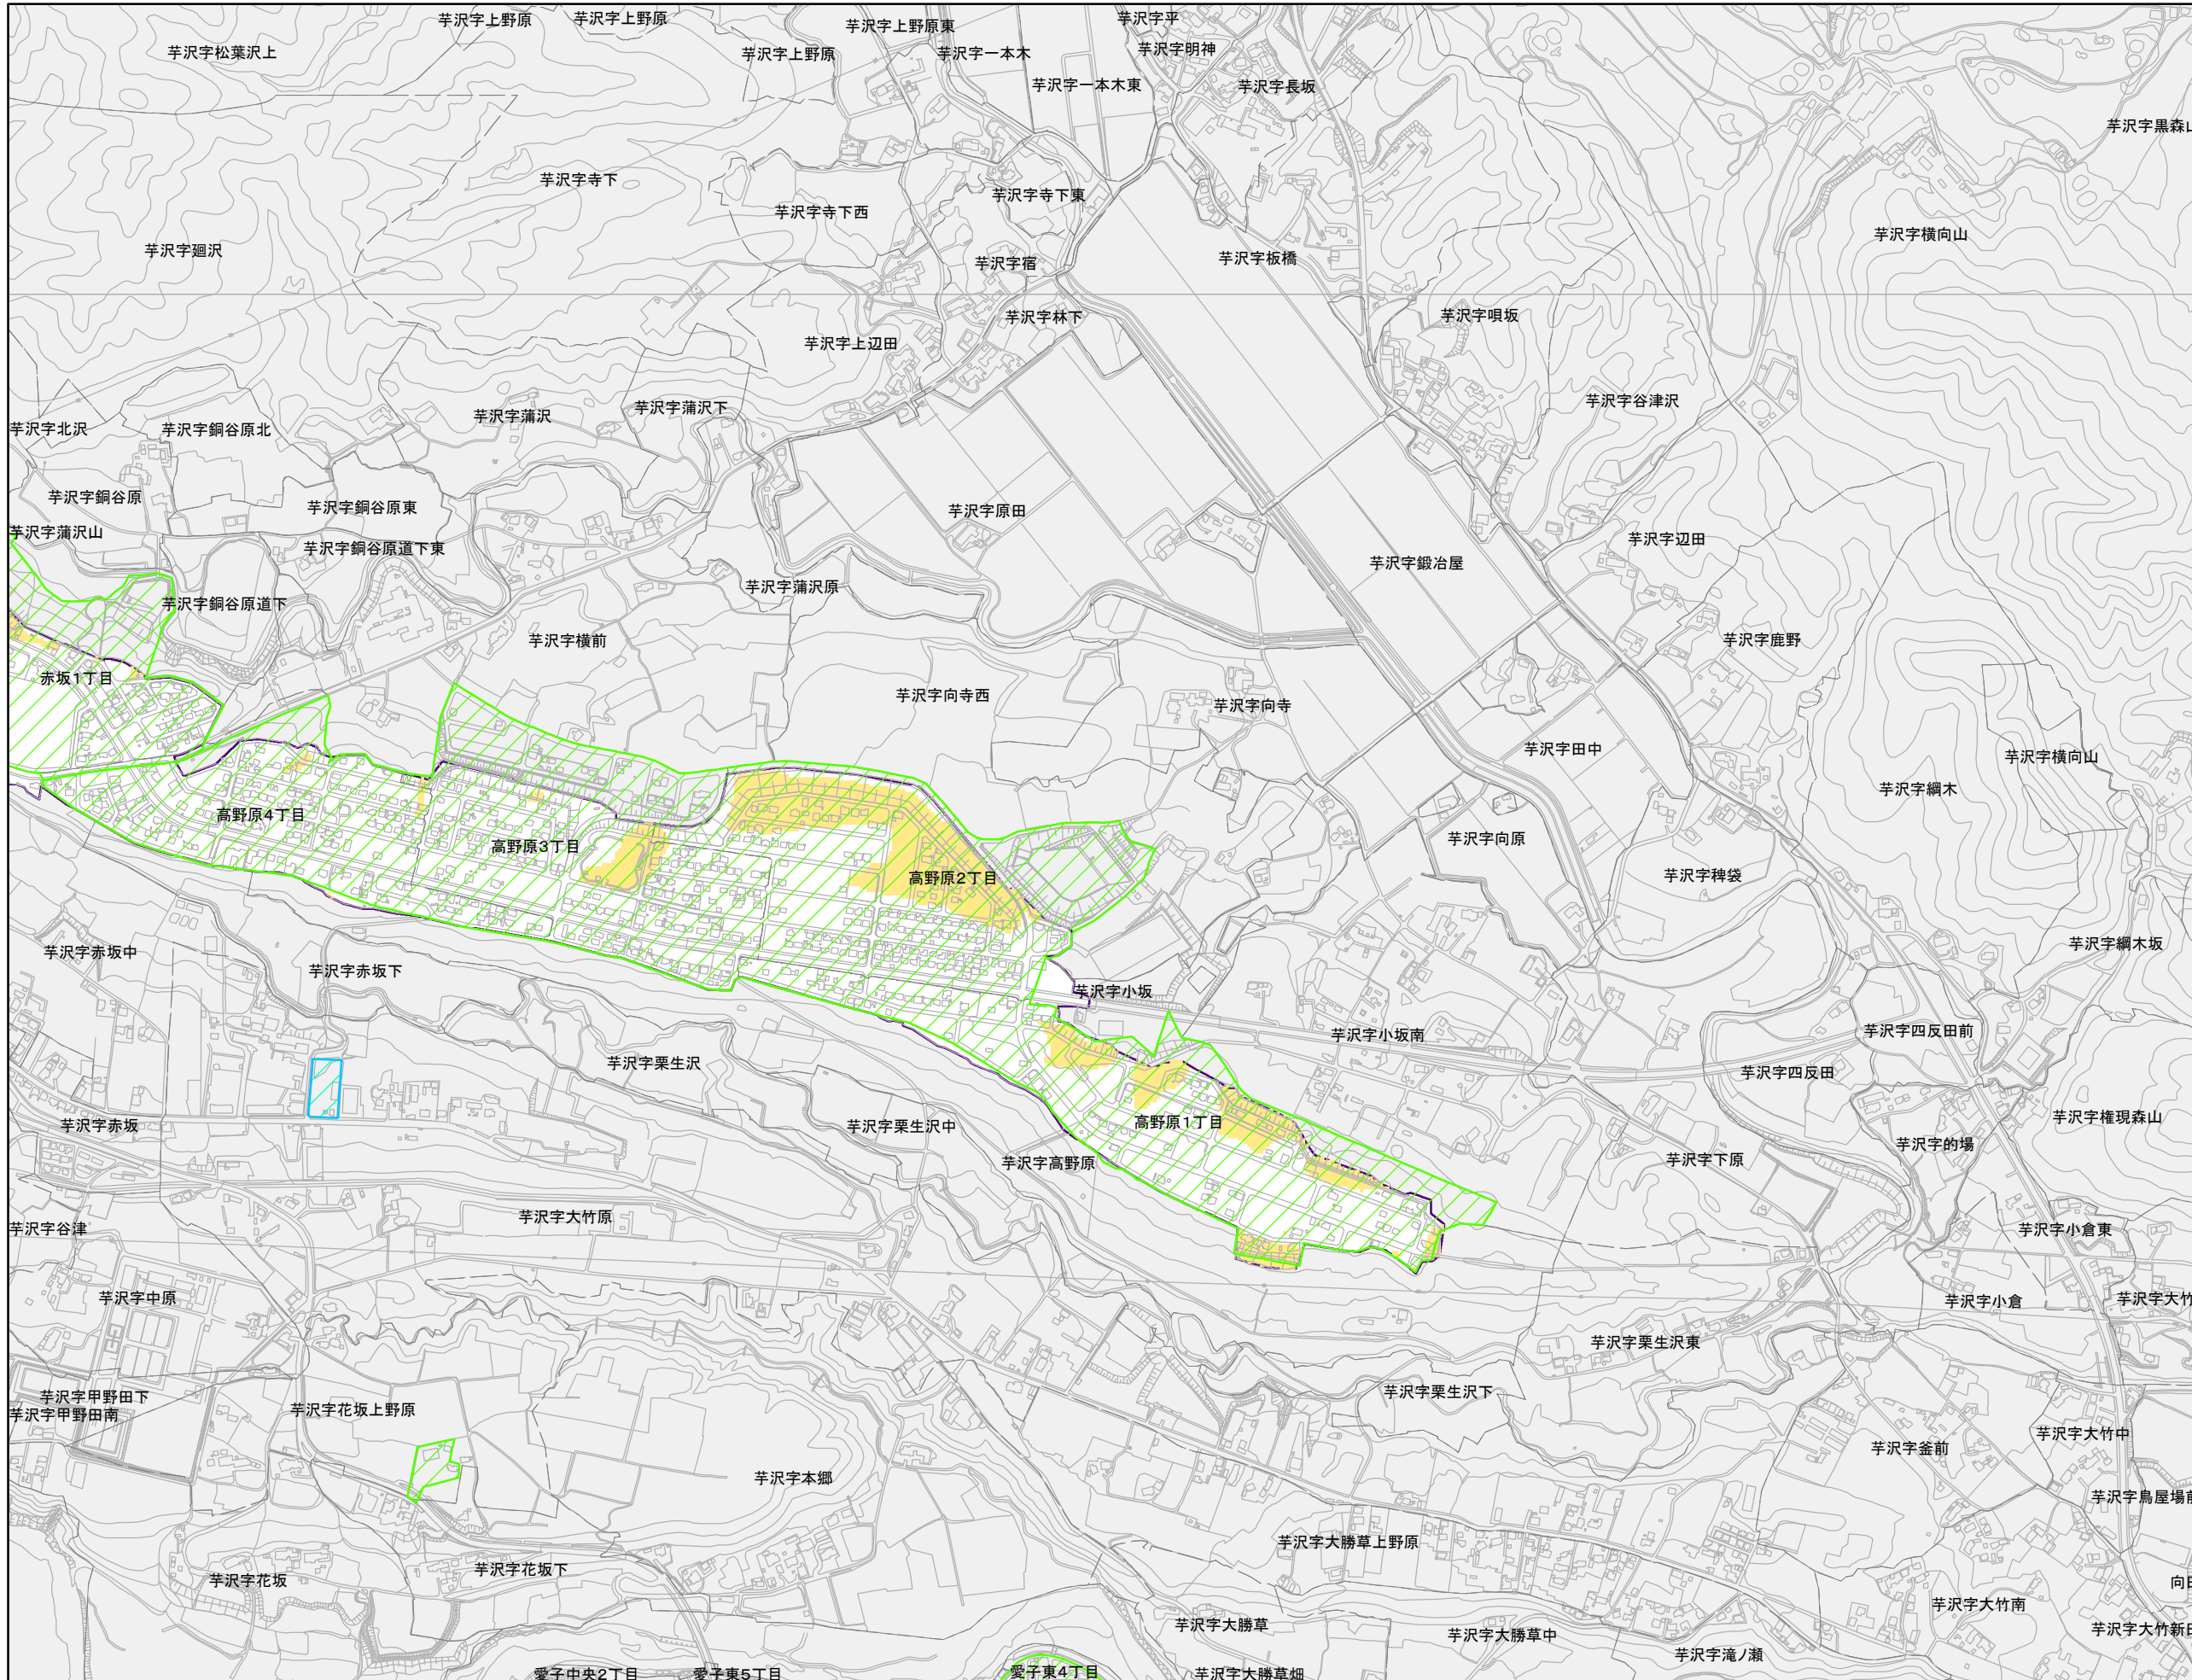 芋沢字上野原
芋沢字上野原
芋沢字平
芋沢字上野原東
芋沢字松葉沢上
芋沢字上野原
芋沢字一本木
芋沢字明神
芋沢字一本木東
芋沢字長坂
芋沢字黒森山
芋沢字寺下
芋沢字寺下東
芋沢字寺下西
芋沢字廻沢
芋沢字横向山
芋沢字宿
芋沢字板橋
芋沢字林下
芋沢字唄坂
芋沢字上辺田
芋沢字谷津沢
芋沢字蒲沢
芋沢字蒲沢下
芋沢字北沢
芋沢字銅谷原北
芋沢字銅谷原
芋沢字銅谷原東
芋沢字原田
芋沢字蒲沢山
芋沢字銅谷原道下東
芋沢字辺田
芋沢字鍛冶屋
芋沢字蒲沢原
芋沢字銅谷原道下
芋沢字横前
芋沢字鹿野
赤坂1丁目
芋沢字向寺西
芋沢字向寺
芋沢字田中
芋沢字横向山
芋沢字綱木
高野原4丁目
高野原3丁目
芋沢字向原
高野原2丁目
芋沢字稗袋
芋沢字赤坂中
芋沢字赤坂下
芋沢字綱木坂
芋沢字小坂
芋沢字小坂南
芋沢字四反田前
芋沢字栗生沢
芋沢字四反田
芋沢字赤坂
芋沢字栗生沢中
高野原1丁目
芋沢字権現森山
芋沢字高野原
芋沢字下原
芋沢字的場
芋沢字谷津
芋沢字大竹原
芋沢字小倉東
芋沢字中原
芋沢字小倉
芋沢字大竹
芋沢字栗生沢東
芋沢字甲野田下
芋沢字甲野田南
芋沢字花坂上野原
芋沢字栗生沢下
芋沢字大竹中
芋沢字釜前
芋沢字本郷
芋沢字鳥屋場前
芋沢字大勝草上野原
芋沢字花坂
芋沢字花坂下
芋沢字大竹南
芋沢字大勝草
芋沢字大勝草中
芋沢字大竹新田
芋沢字滝ノ瀬
愛子中央2丁目
愛子東5丁目
愛子東4丁目
芋沢字大勝草畑